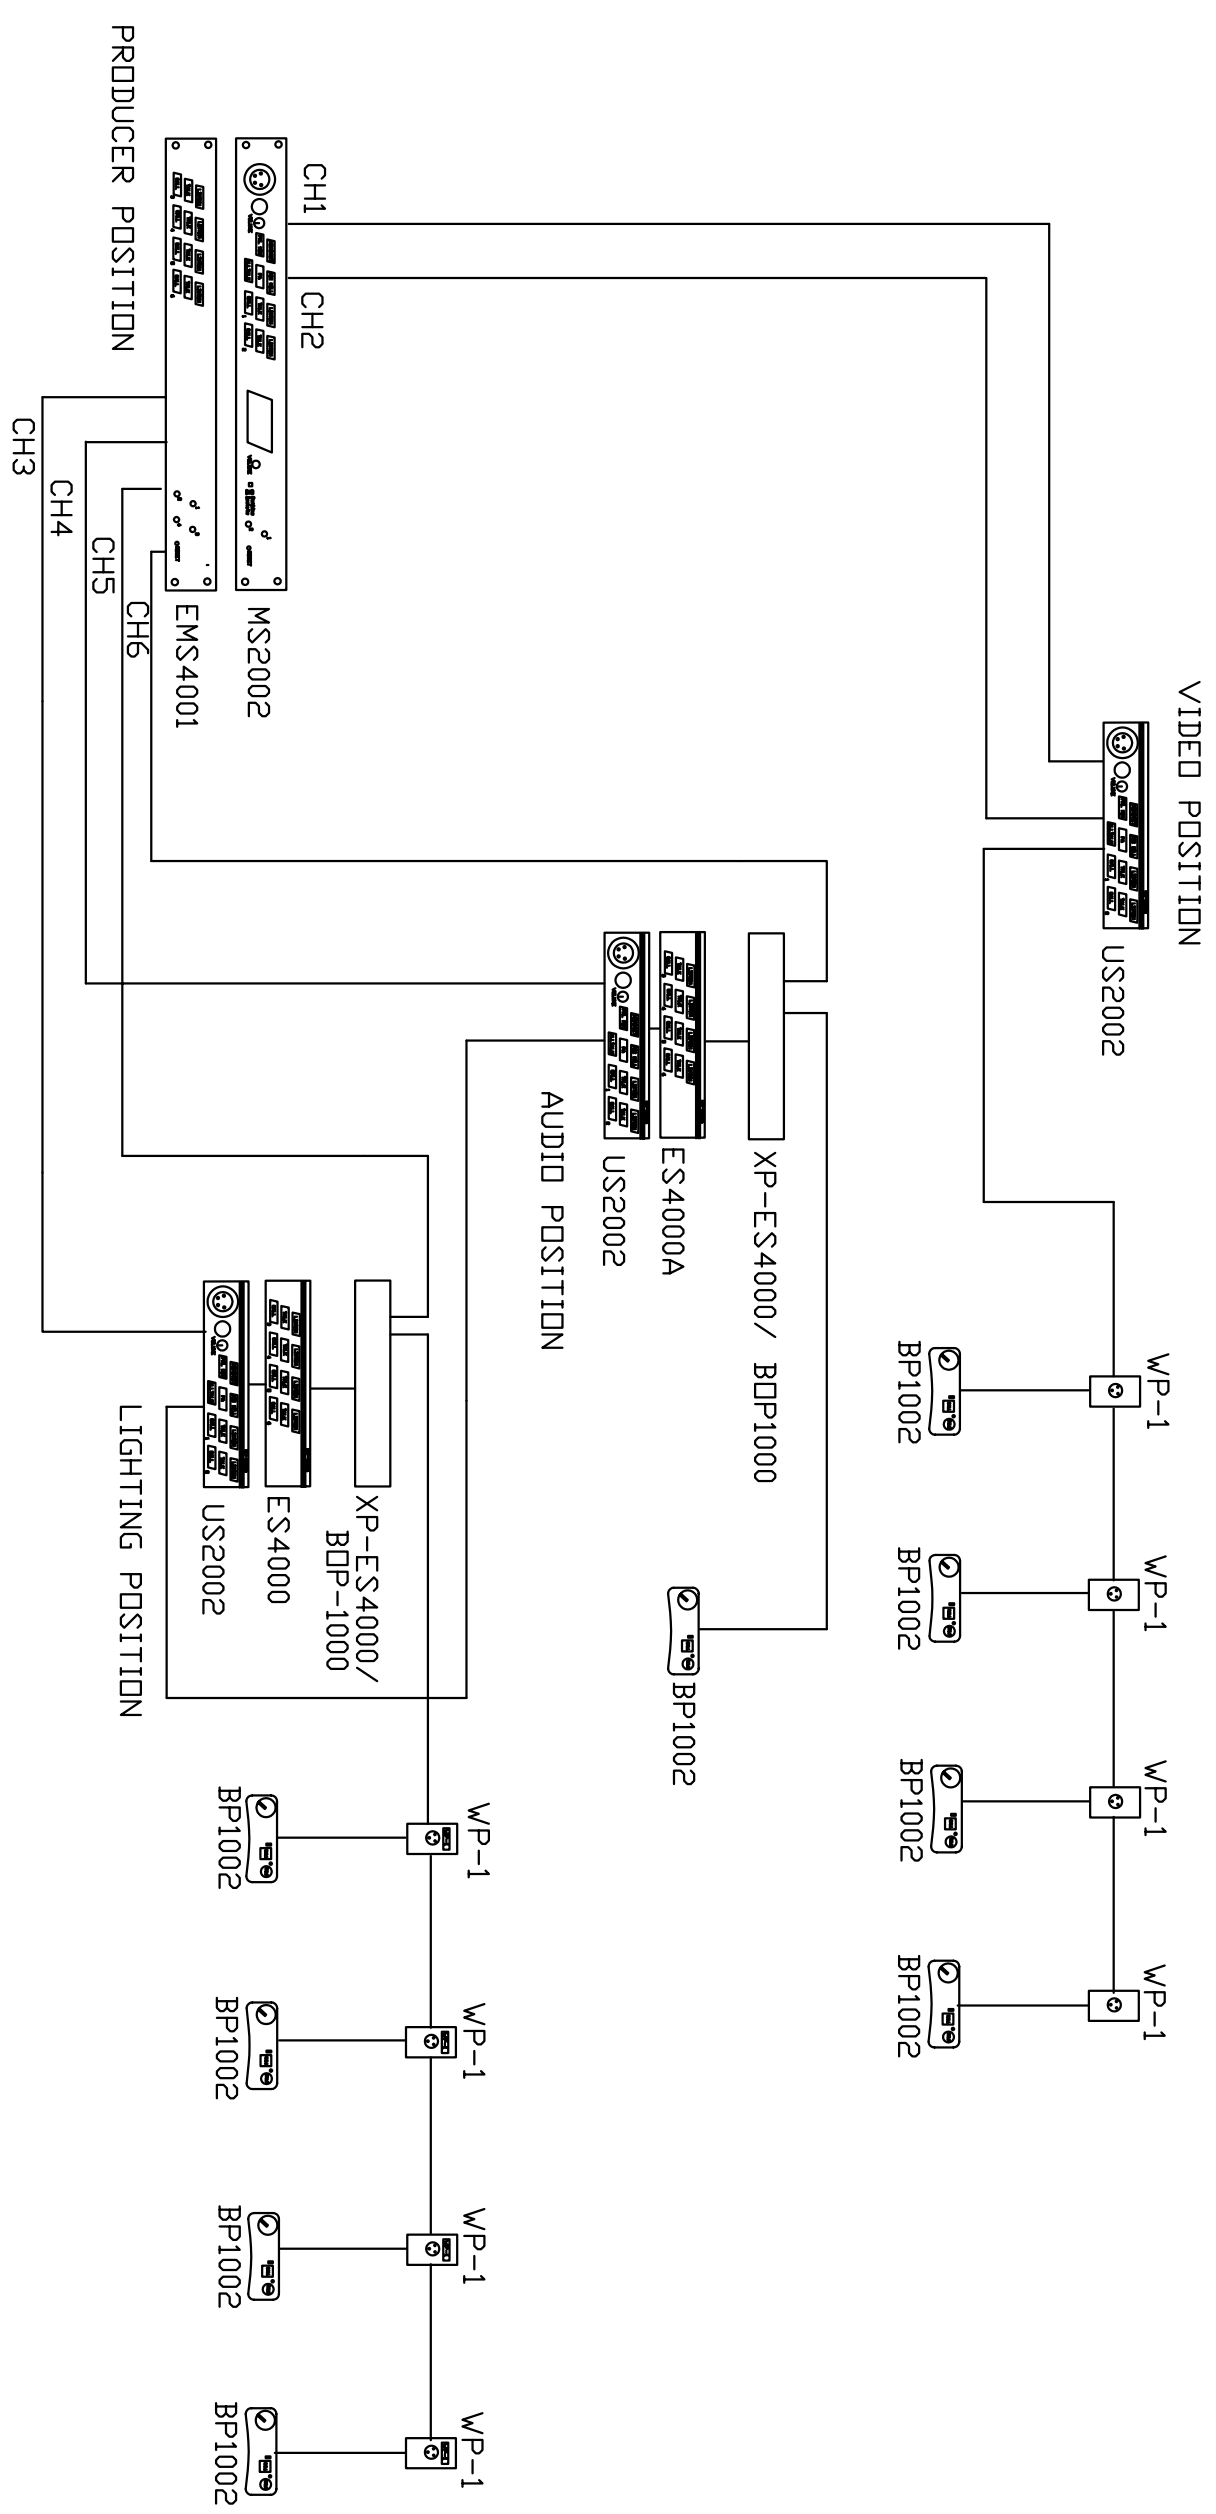 VIDEO POSITION
US2002
WP-1
WP-1
WP-1
WP-1
BP1002
BP1002
BP1002
BP1002
XP-ES4000/ BOP1000
ES4000A
US2002
AUDIO POSITION
BP1002
CH1
CH2
MS2002
EMS4001
PRODUCER POSITION
CH6
CH5
CH4
CH3
XP-ES4000/
BOP-1000
ES4000
US2002
LIGHTING POSITION
WP-1
WP-1
WP-1
WP-1
BP1002
BP1002
BP1002
BP1002